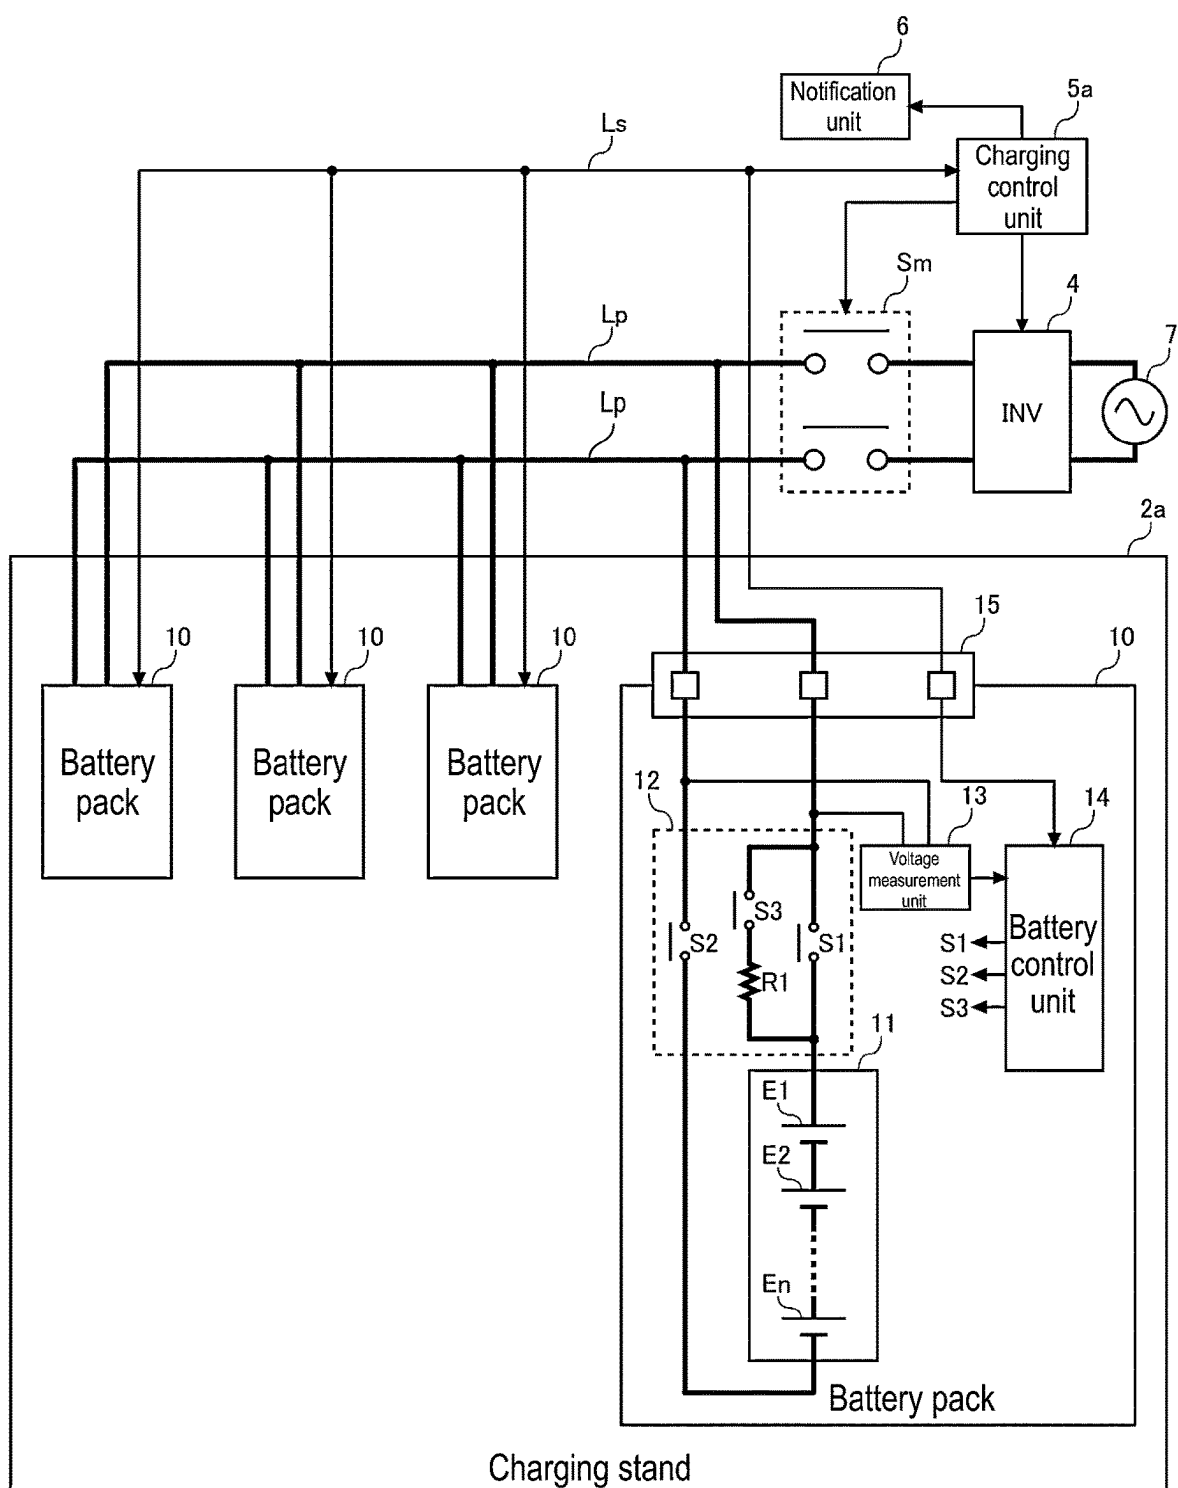 6
Notification
unit
5a
Ls
Charging
control
unit
Sm
4
Lp
7
Lp
INV
2a
15
10
10
10
10
Battery
pack
Battery
pack
Battery
pack
12
13
14
Voltage
measurement
unit
S3
S2
S1
S1
Battery
control
unit
S2
R1
S3
11
E1
E2
En
Battery pack
Charging stand